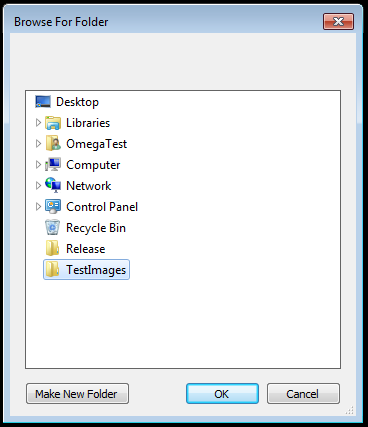 Browse For Folder
Desktop
Libraries
OmegaTest
Computer
Network
Control Panel
Recycle Bin
Release
TestImages
Make New Folder
OK
Cancel